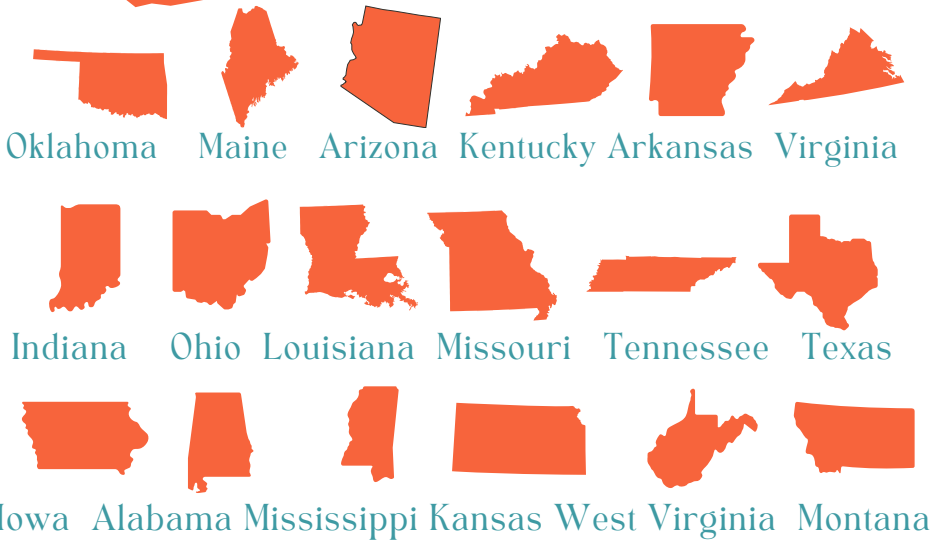 Oklahoma Maine Arizona Kentucky Arkansas Virginia
Indiana Ohio Louisiana Missouri Tennessee Texas
Iowa Alabama Mississippi Kansas West Virginia Montana